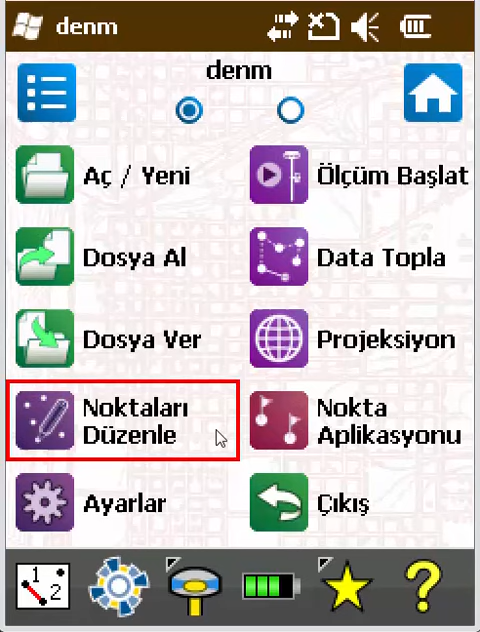 denm
denm
Aç / Yeni
Ölçüm Başlat
Dosya Al
Data Topla
Dosya Ver
Projeksiyon
Noktaları
Düzenle
Nokta
Aplikasyonu
Ayarlar
Çıkış
1
2
?